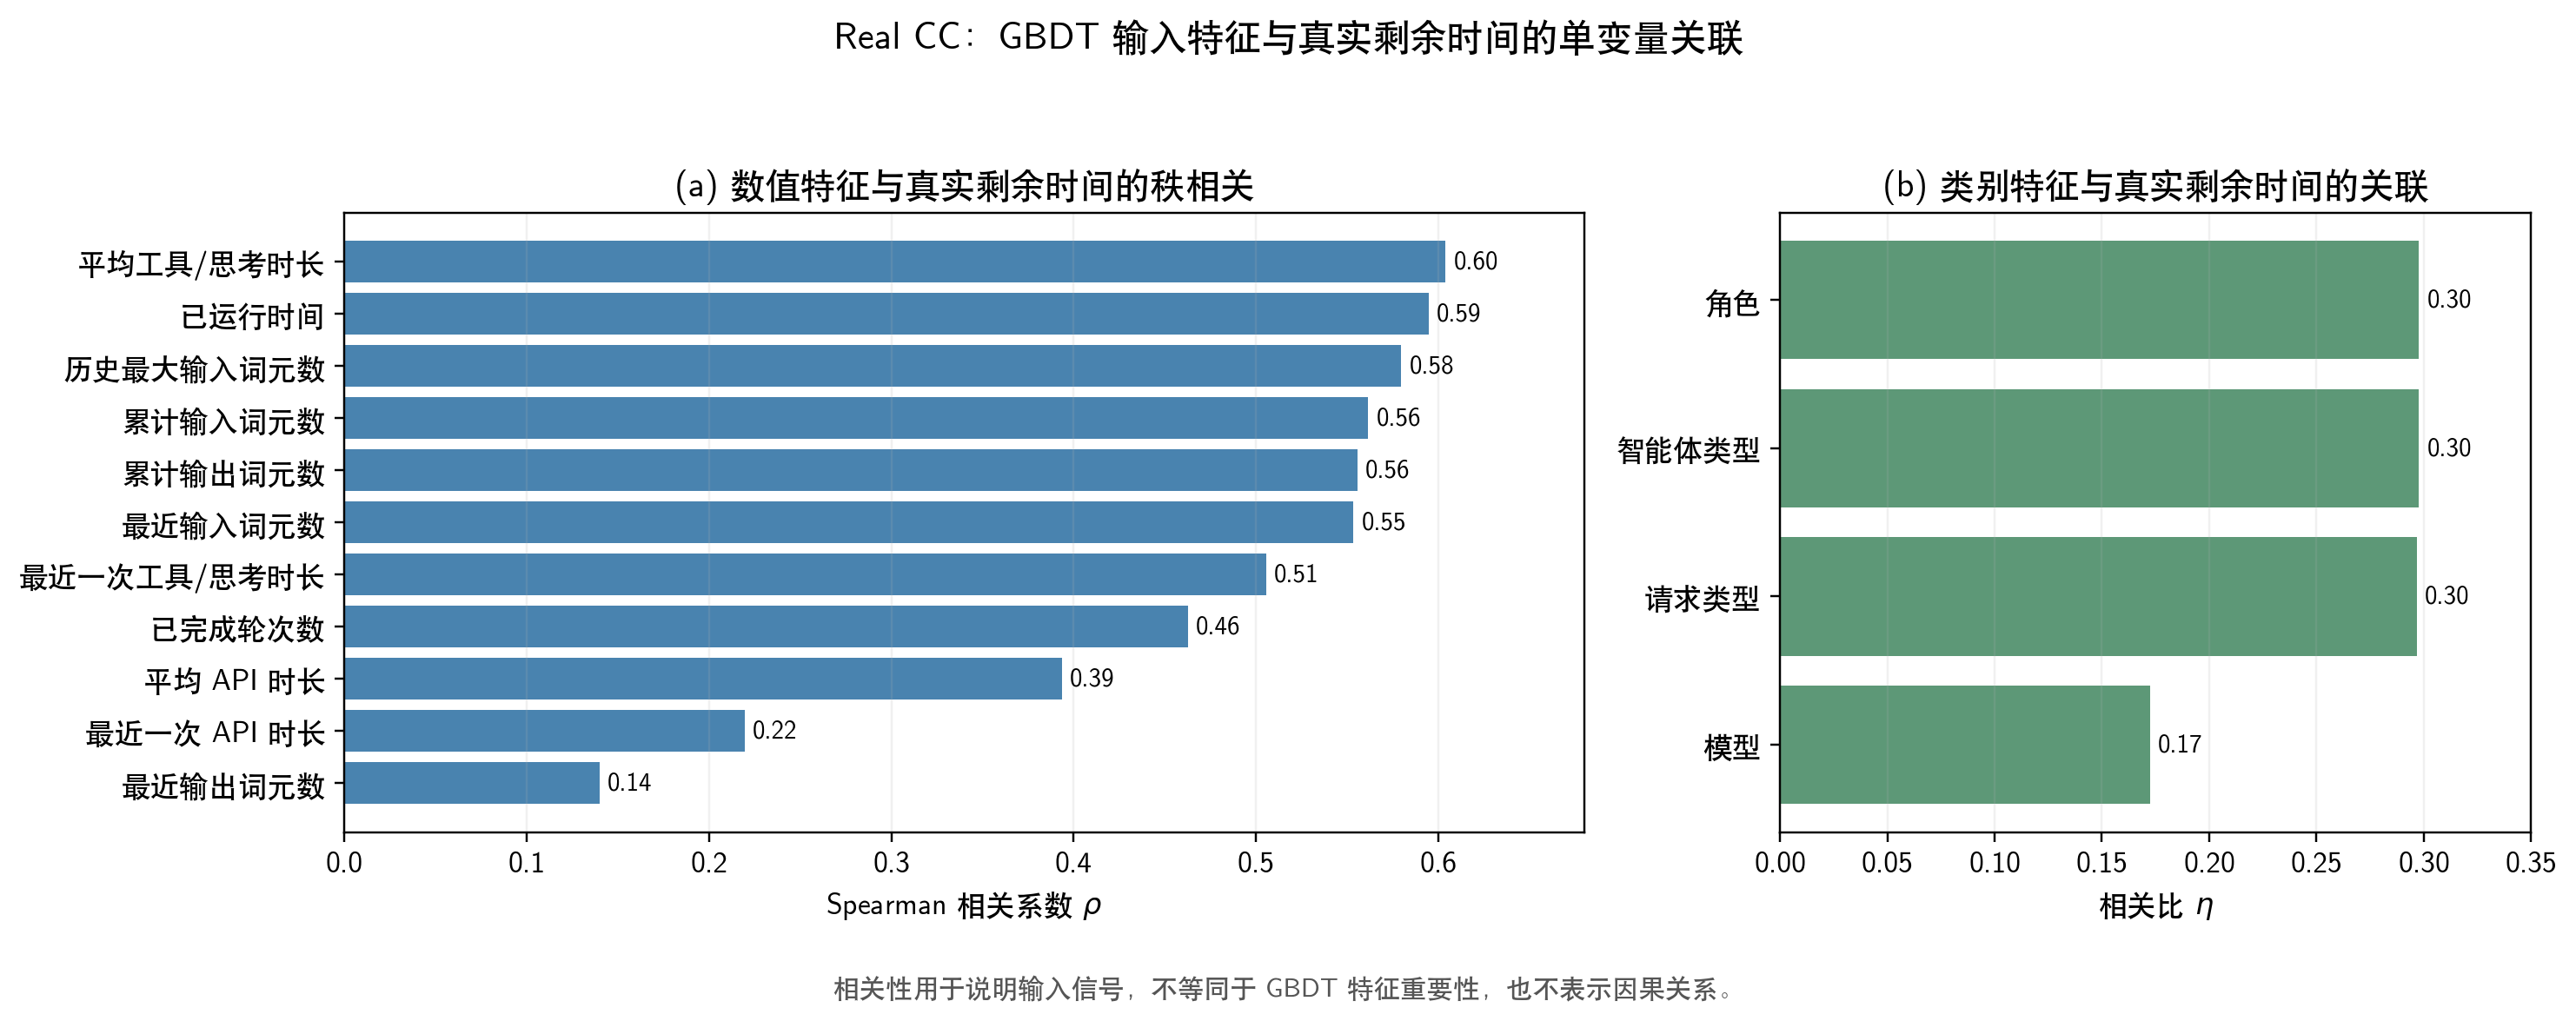 Real CC：GBDT 输入特征与真实剩余时间的单变量关联
(a) 数值特征与真实剩余时间的秩相关
平均工具/思考时长
0.60
已运行时间
0.59
历史最大输入词元数
0.58
累计输入词元数
0.56
累计输出词元数
0.56
最近输入词元数
0.55
最近一次工具/思考时长
0.51
已完成轮次数
0.46
平均 API 时长
0.39
最近一次 API 时长
0.22
最近输出词元数
0.14
0.0 0.1 0.2 0.3 0.4 0.5 0.6
Spearman 相关系数 ρ
(b) 类别特征与真实剩余时间的关联
角色
0.30
智能体类型
0.30
请求类型
0.30
模型
0.17
0.00 0.05 0.10 0.15 0.20 0.25 0.30 0.35
相关比 η
相关性用于说明输入信号，不等同于 GBDT 特征重要性，也不表示因果关系。